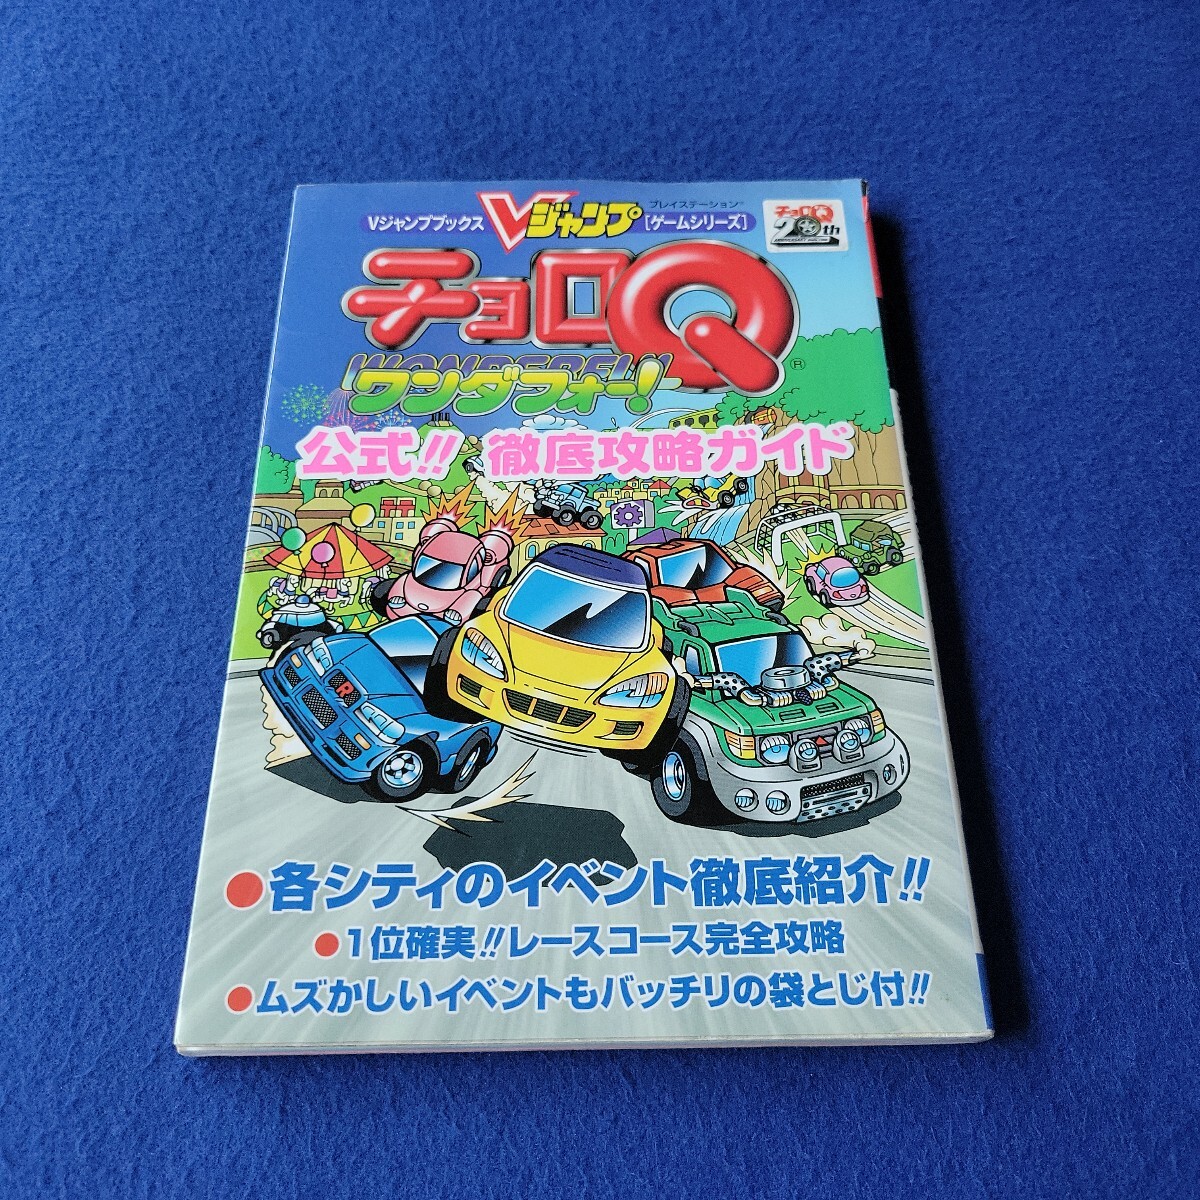 プレイステーション®
Vジャンプブックス Vジャンプ [ゲームシリーズ]
チョロQ
20th
チョロQ®
WONDERFUL!
ワンダフォー!
公式!! 徹底攻略ガイド
R
●各シティのイベント徹底紹介!!
●1位確実!!レースコース完全攻略
●ムズかしいイベントもバッチリの袋とじ付!!